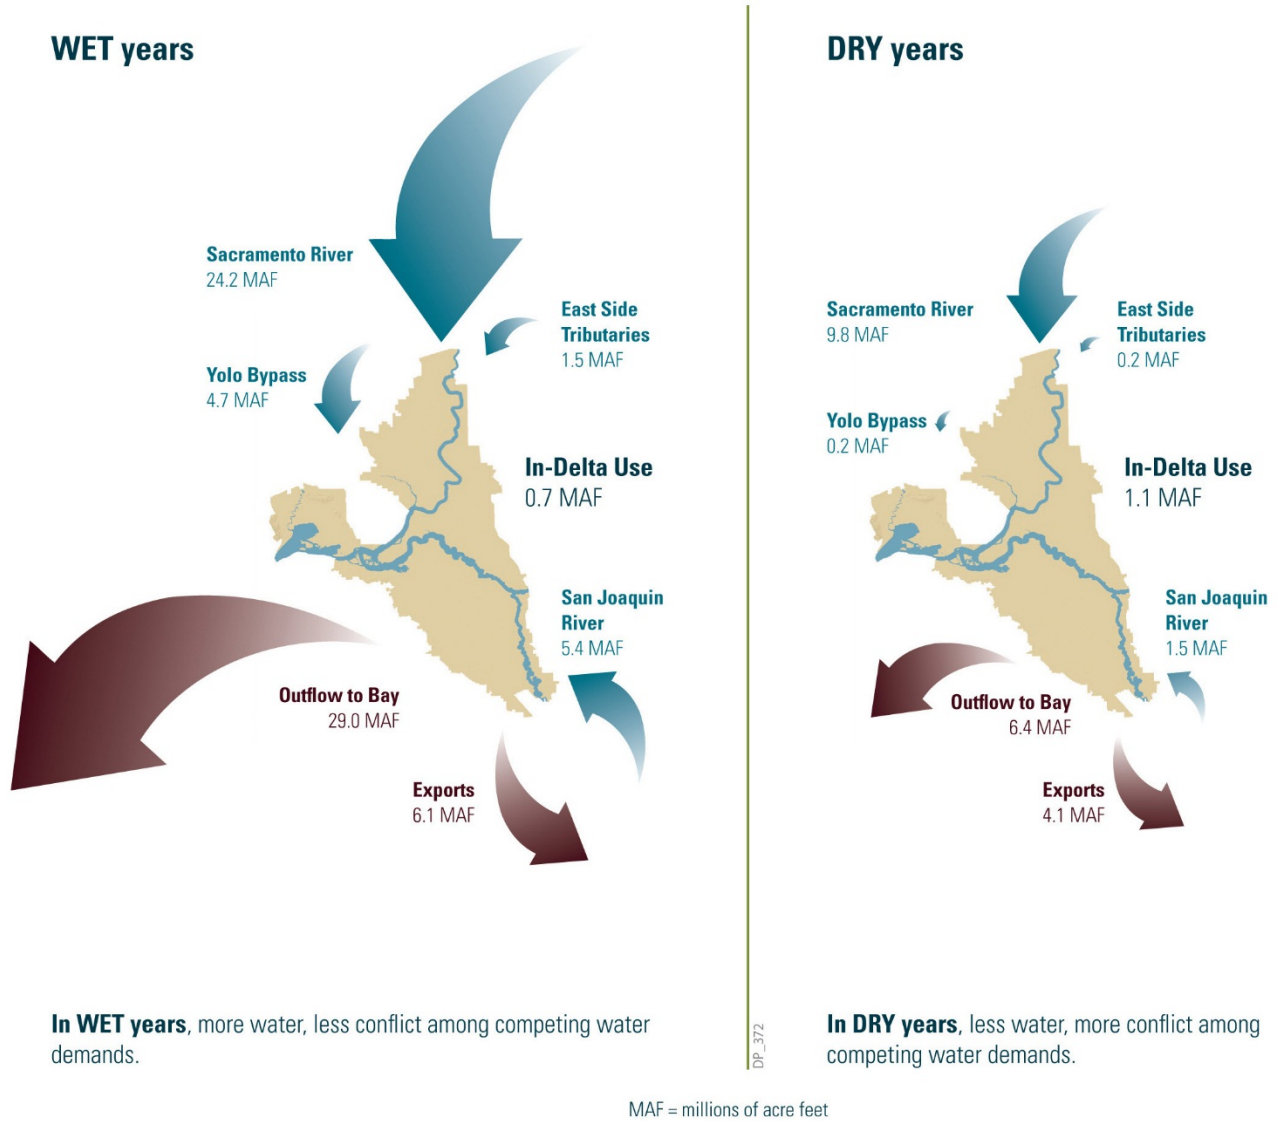 WET years
Sacramento River
24.2 MAF
East Side
Tributaries
1.5 MAF
Yolo Bypass
4.7 MAF
In-Delta Use
0.7 MAF
San Joaquin
River
5.4 MAF
Outflow to Bay
29.0 MAF
Exports
6.1 MAF
In WET years, more water, less conflict among competing water
demands.
DRY years
Sacramento River
9.8 MAF
East Side
Tributaries
0.2 MAF
Yolo Bypass
0.2 MAF
In-Delta Use
1.1 MAF
San Joaquin
River
1.5 MAF
Outflow to Bay
6.4 MAF
Exports
4.1 MAF
In DRY years, less water, more conflict among
competing water demands.
DP_372
MAF = millions of acre feet